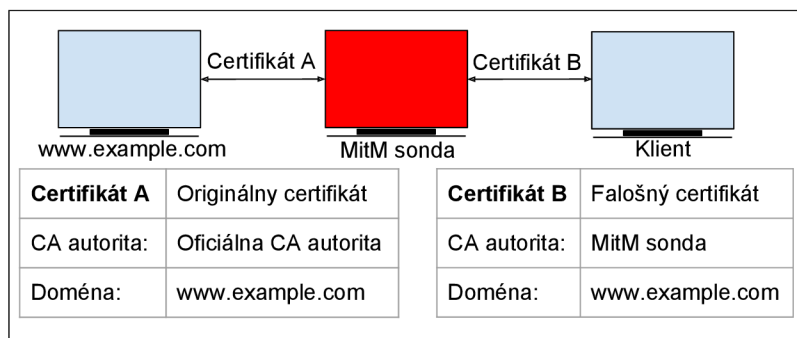 Certifikát A
Certifikát B
www.example.com
MitM sonda
Klient
Certifikát A Originálny certifikát
CA autorita: Oficiálna CA autorita
Doména: www.example.com
Certifikát B Falošný certifikát
CA autorita: MitM sonda
Doména: www.example.com